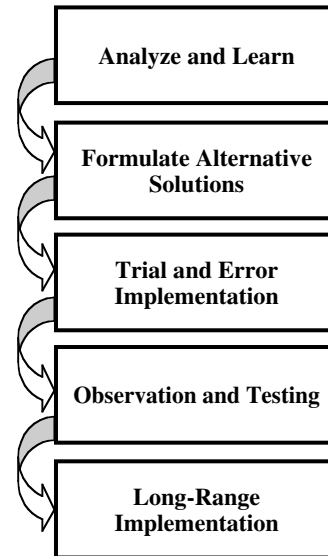 Analyze and Learn
Formulate Alternative
Solutions
Trial and Error
Implementation
Observation and Testing
Long-Range
Implementation